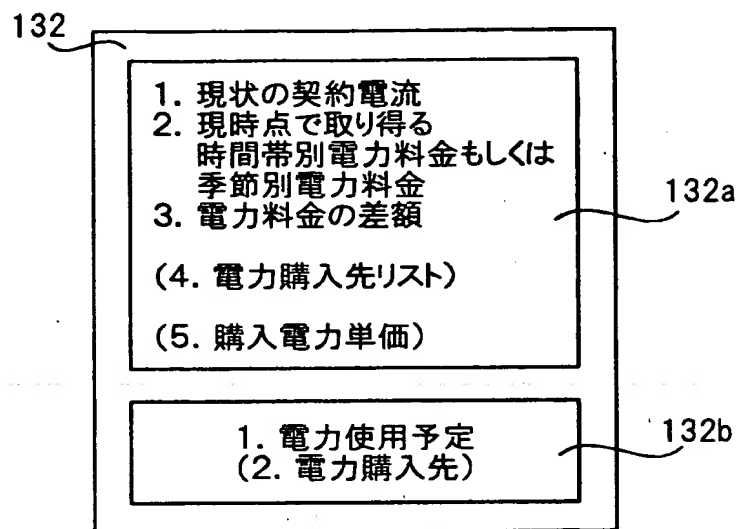 132
1. 現状の契約電流
2. 現時点で取り得る
時間帯別電力料金もしくは
季節別電力料金
3. 電力料金の差額
132a
(4. 電力購入先リスト)
(5. 購入電力単価)
1. 電力使用予定
132b
(2. 電力購入先)